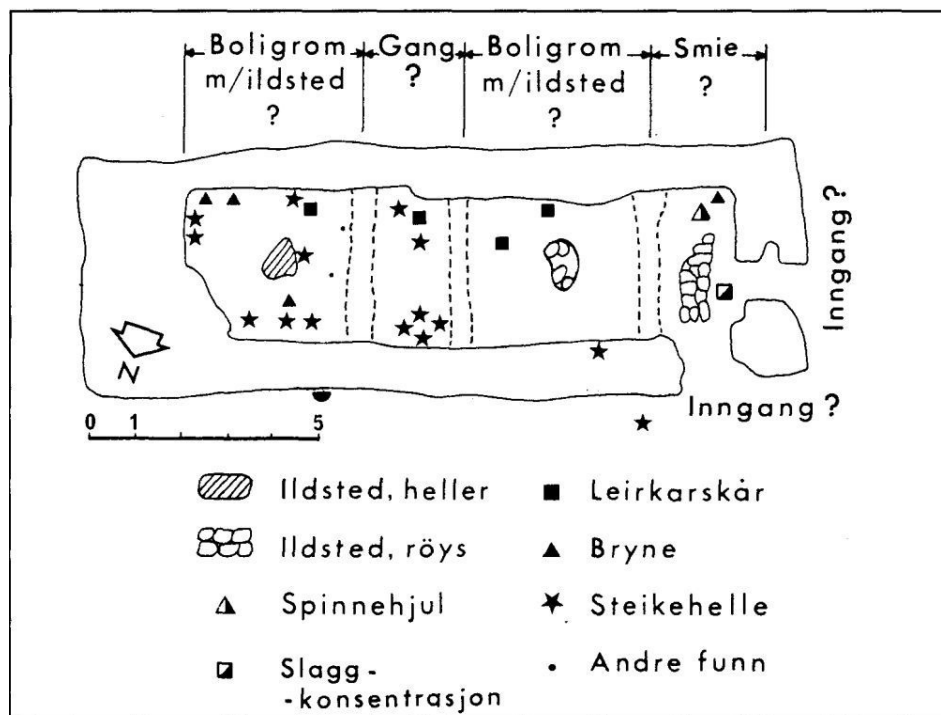 Boligrom
m/ildsted
?
Gang
?
Boligrom
m/ildsted
?
Smie
?
Inngang ?
Inngang ?
N
0 1 5
Ildsted, heller
Ildsted, röys
Spinnehjul
Slagg-
-konsentrasjon
Leirkarskår
Bryne
Steikehelle
Andre funn